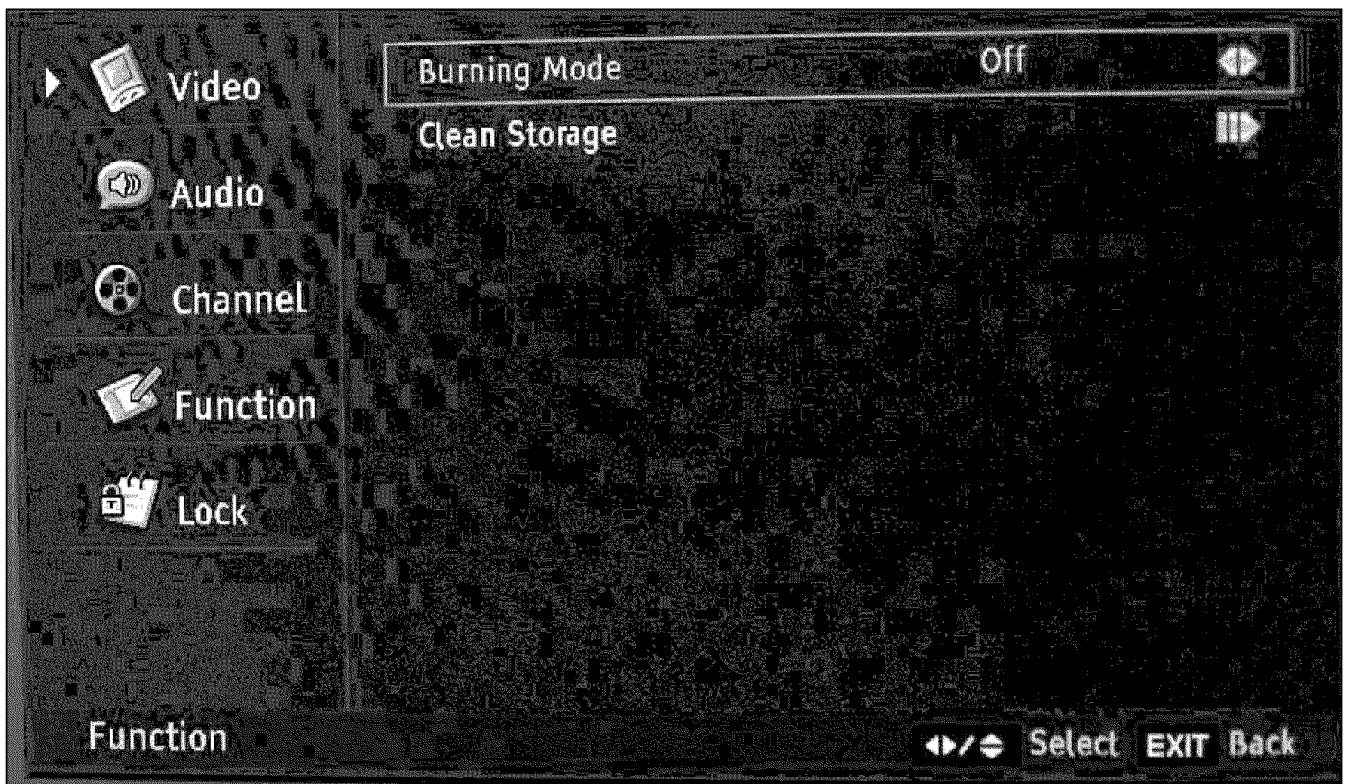 Video
Audio
Channel
Function
Lock
Burning Mode Off
Clean Storage
Function
Select EXIT Back